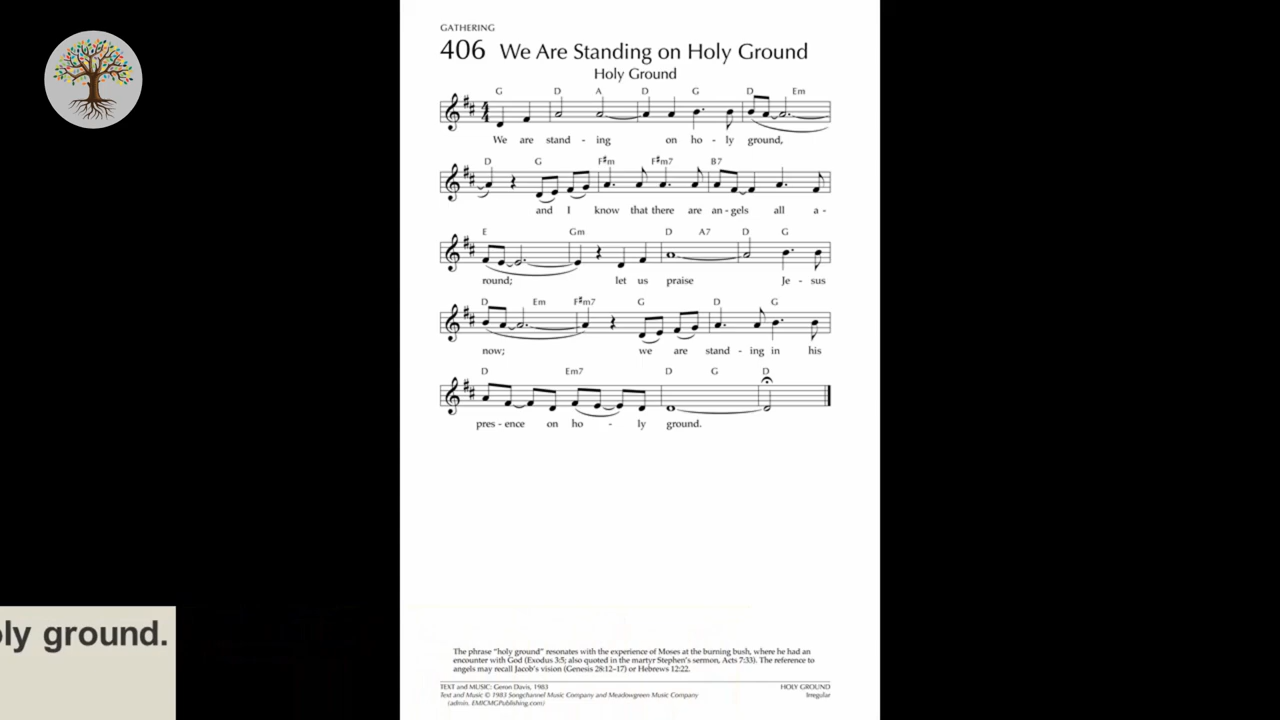 GATHERING
406 We Are Standing on Holy Ground
Holy Ground
G D A D G D Em
We are stand - ing on ho - ly ground,
D G F♯m F♯m7 B7
and I know that there are an - gels all a -
E Gm D A7 D G
round; let us praise Je - sus
D Em F♯m7 G D G
now; we are stand - ing in his
D Em7 D G D
pres - ence on ho - ly ground.
oly ground.
The phrase "holy ground" resonates with the experience of Moses at the burning bush, where he had an
encounter with God (Exodus 3:5; also quoted in the martyr Stephen's sermon, Acts 7:33). The reference to
angels may recall Jacob's vision (Genesis 28:12–17) or Hebrews 12:22.
TEXT and MUSIC: Geron Davis, 1983 HOLY GROUND
Text and Music © 1983 Songchannel Music Company and Meadowgreen Music Company Irregular
(admin. EMICMGPublishing.com)